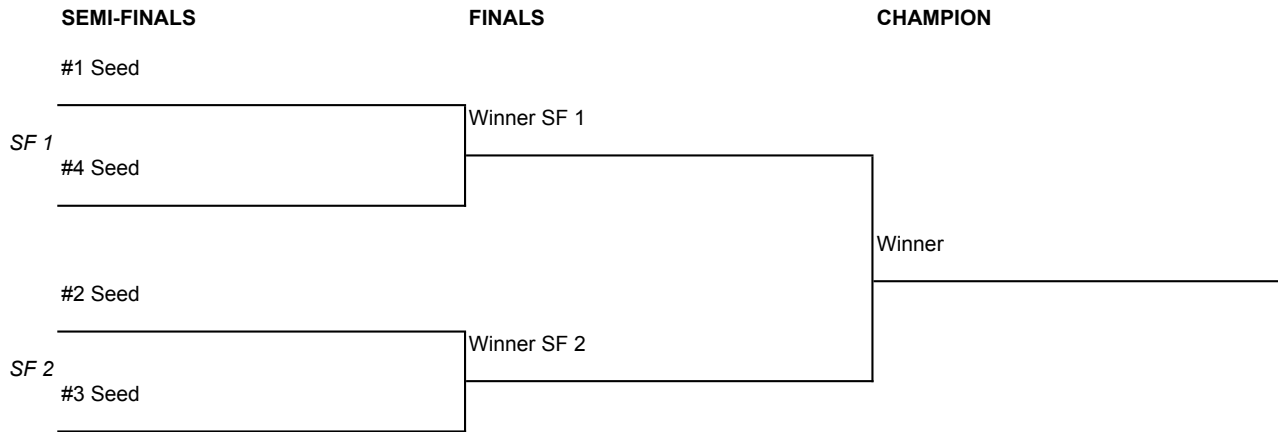 SEMI-FINALS FINALS CHAMPION
#1 Seed
Winner SF 1
SF 1
#4 Seed
Winner
#2 Seed
Winner SF 2
SF 2
#3 Seed